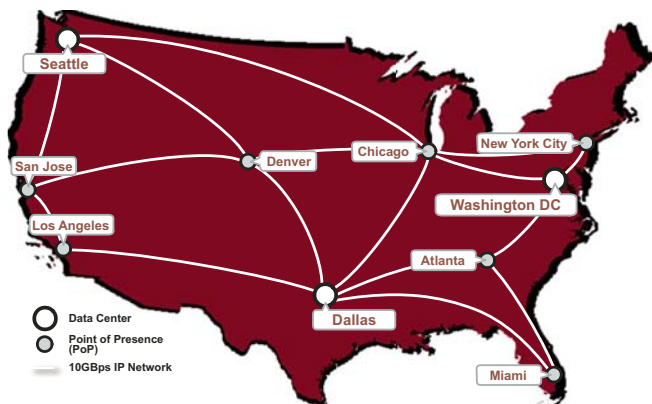 Seattle
New York City
Chicago
Denver
San Jose
Washington DC
Los Angeles
Atlanta
Dallas
Miami
Data Center
Point of Presence
(PoP)
10GBps IP Network